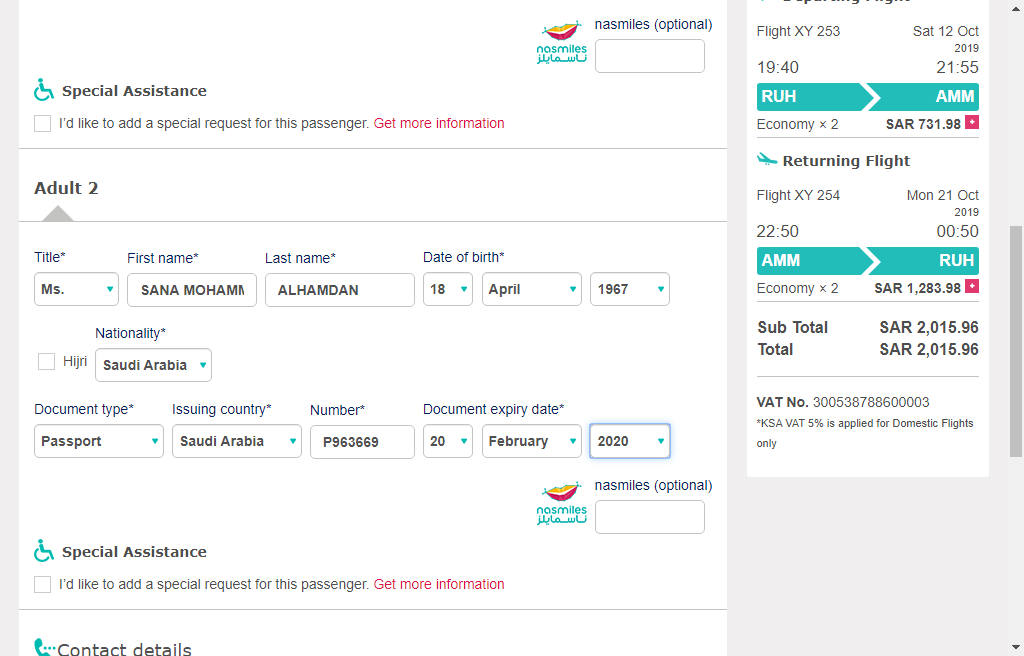 nasmiles (optional)
nasmiles
ناسمايلز
Special Assistance
I'd like to add a special request for this passenger. Get more information
Adult 2
Title*
First name*
Last name*
Date of birth*
Ms.
SANA MOHAMM
ALHAMDAN
18
April
1967
Nationality*
Hijri
Saudi Arabia
Document type*
Issuing country*
Number*
Document expiry date*
Passport
Saudi Arabia
P963669
20
February
2020
nasmiles (optional)
nasmiles
ناسمايلز
Special Assistance
I'd like to add a special request for this passenger. Get more information
Contact details
Departing Flight
Flight XY 253
Sat 12 Oct
2019
19:40
21:55
RUH
AMM
Economy × 2
SAR 731.98
Returning Flight
Flight XY 254
Mon 21 Oct
2019
22:50
00:50
AMM
RUH
Economy × 2
SAR 1,283.98
Sub Total
SAR 2,015.96
Total
SAR 2,015.96
VAT No. 300538788600003
*KSA VAT 5% is applied for Domestic Flights
only